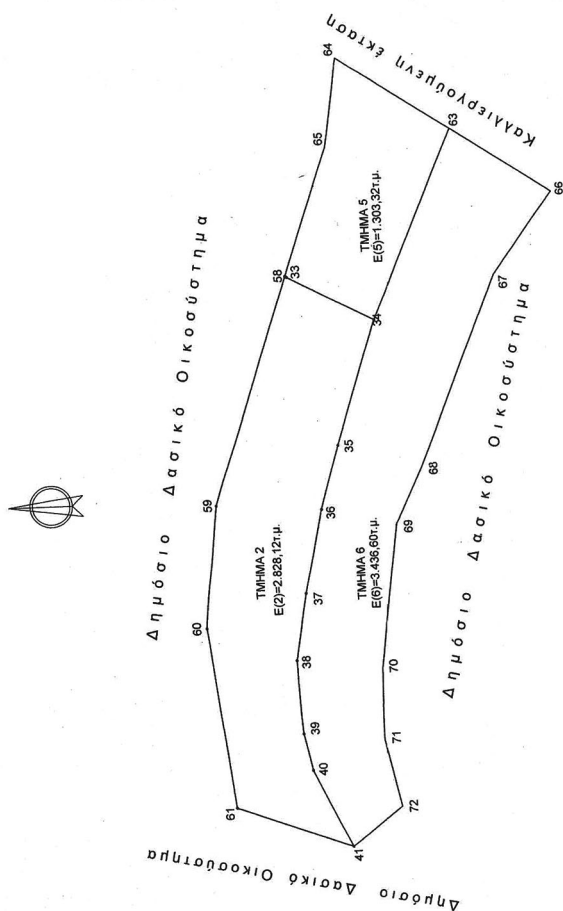 Δημόσιο Δασικό Οικοσύστημα
Καλλιεργούμενη έκταση
64
65
63
66
58
33
ΤΜΗΜΑ 5
Ε(5)=1.303,32τ.μ.
34
67
59
35
68
60
ΤΜΗΜΑ 2
Ε(2)=2.828,12τ.μ.
36
69
37
ΤΜΗΜΑ 6
Ε(6)=3.436,60τ.μ.
38
70
39
71
40
61
72
41
Δημόσιο Δασικό Οικοσύστημα
Δημόσιο Δασικό Οικοσύστημα